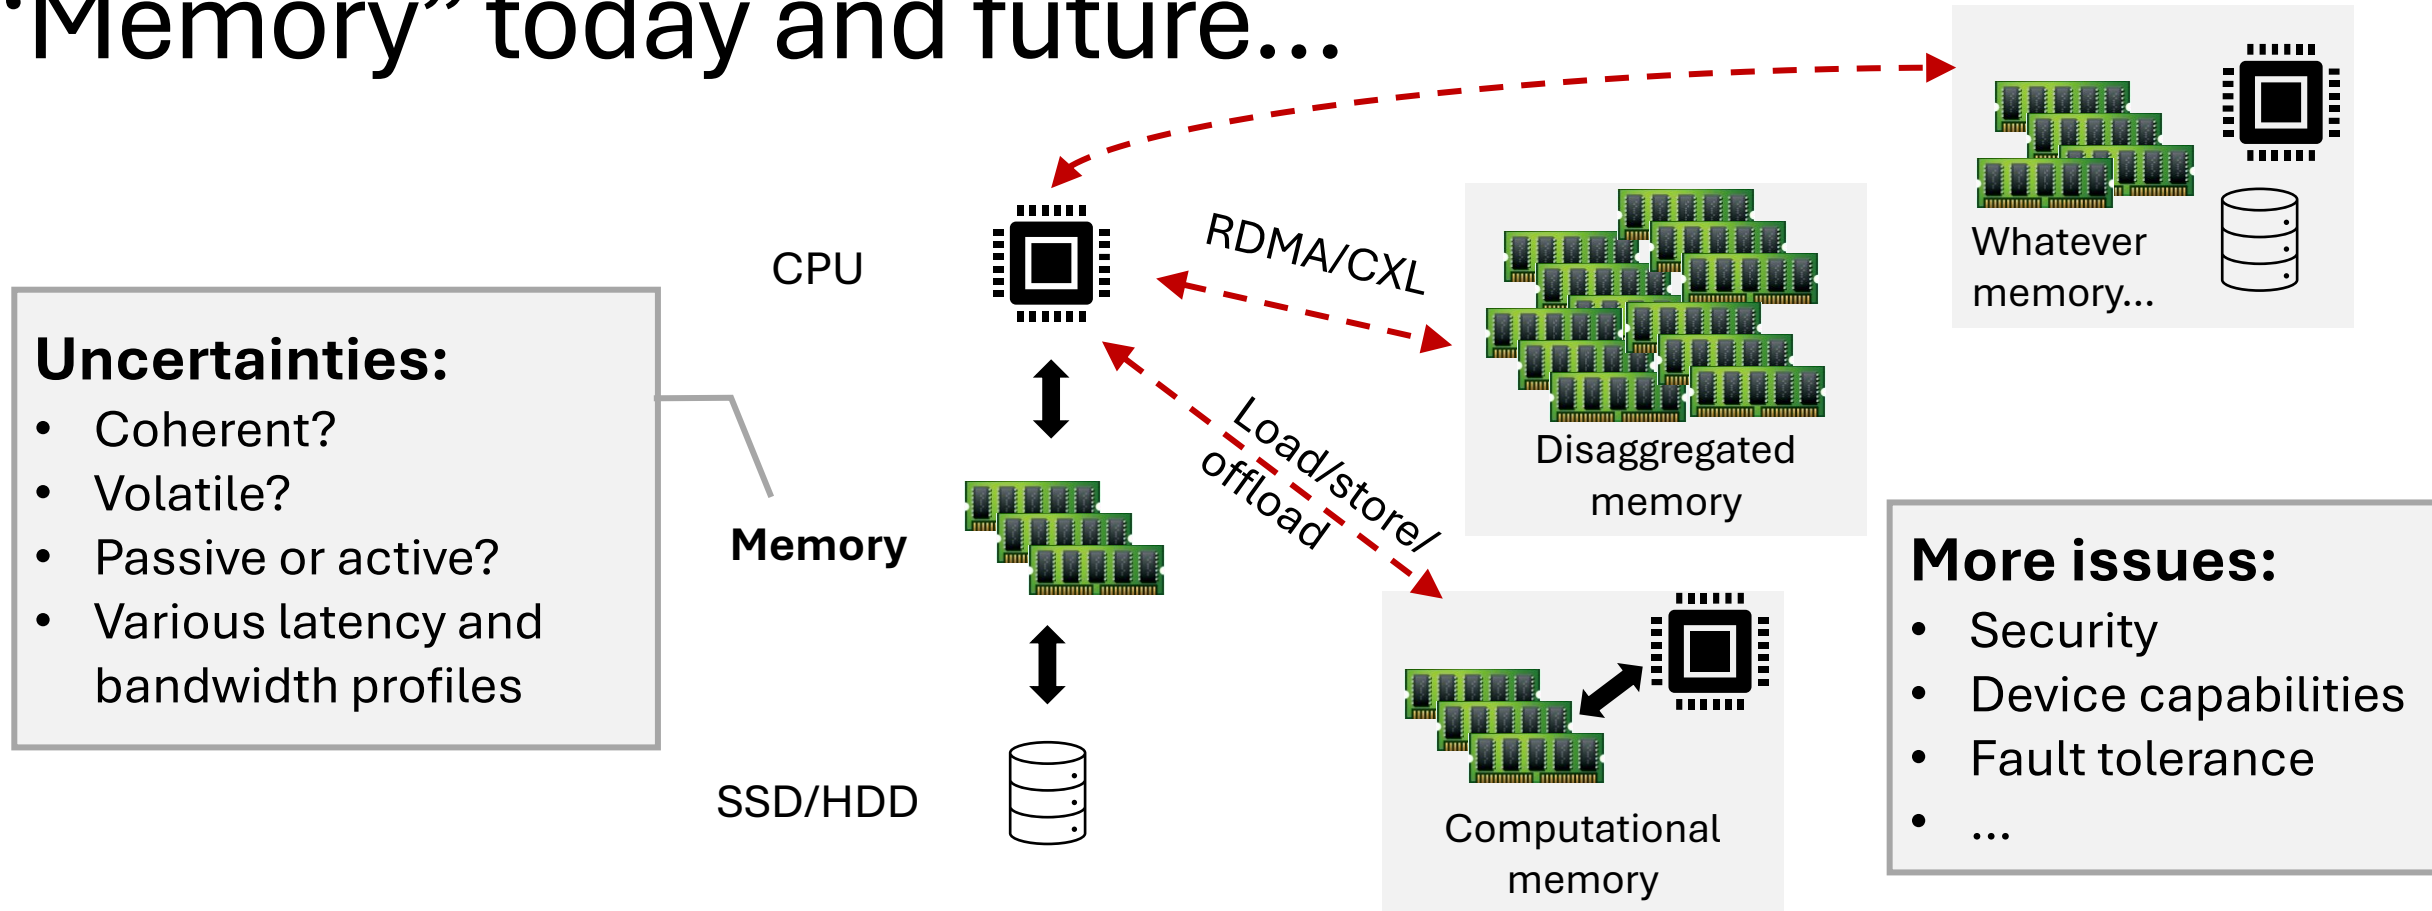 “Memory” today and future...
CPU
RDMA/CXL
Whatever
memory...
Uncertainties:
• Coherent?
• Volatile?
• Passive or active?
• Various latency and
bandwidth profiles
Load/store/
offload
Disaggregated
memory
Memory
More issues:
• Security
• Device capabilities
• Fault tolerance
• ...
SSD/HDD
Computational
memory